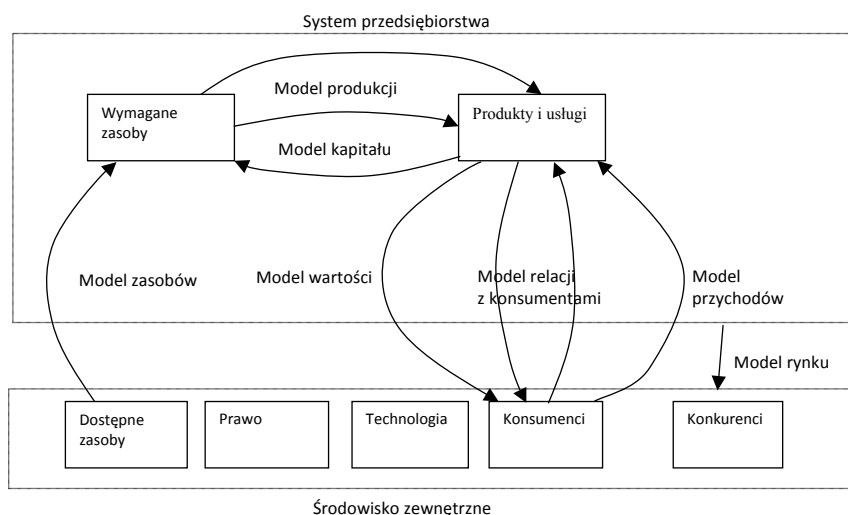 System przedsiębiorstwa
Wymagane
zasoby
Model produkcji
Produkty i usługi
Model kapitału
Model zasobów
Model wartości
Model relacji
z konsumentami
Model
przychodów
Model rynku
Dostępne
zasoby
Prawo
Technologia
Konsumenci
Konkurenci
Środowisko zewnętrzne